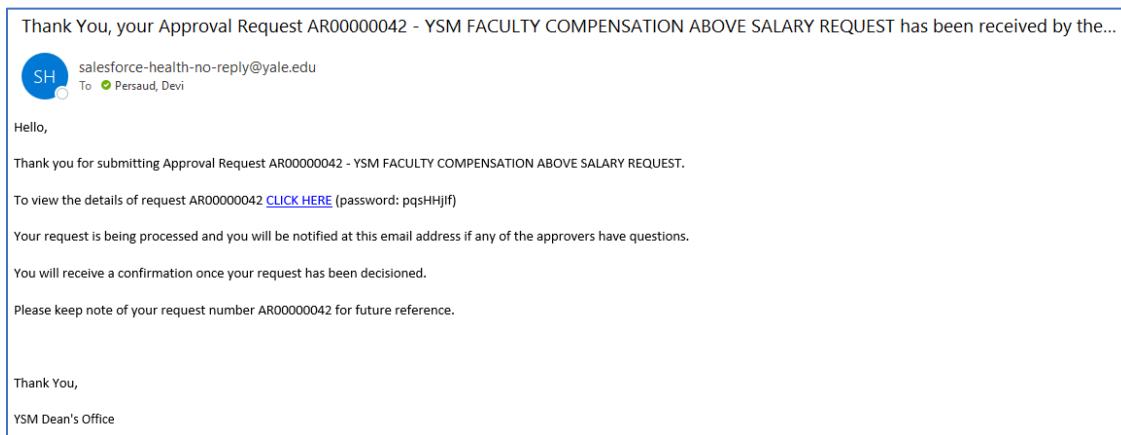 Thank You, your Approval Request AR00000042 - YSM FACULTY COMPENSATION ABOVE SALARY REQUEST has been received by the...
SH
salesforce-health-no-reply@yale.edu
To Persaud, Devi
Hello,
Thank you for submitting Approval Request AR00000042 - YSM FACULTY COMPENSATION ABOVE SALARY REQUEST.
To view the details of request AR00000042 CLICK HERE (password: pqsHHjIf)
Your request is being processed and you will be notified at this email address if any of the approvers have questions.
You will receive a confirmation once your request has been decisioned.
Please keep note of your request number AR00000042 for future reference.
Thank You,
YSM Dean's Office